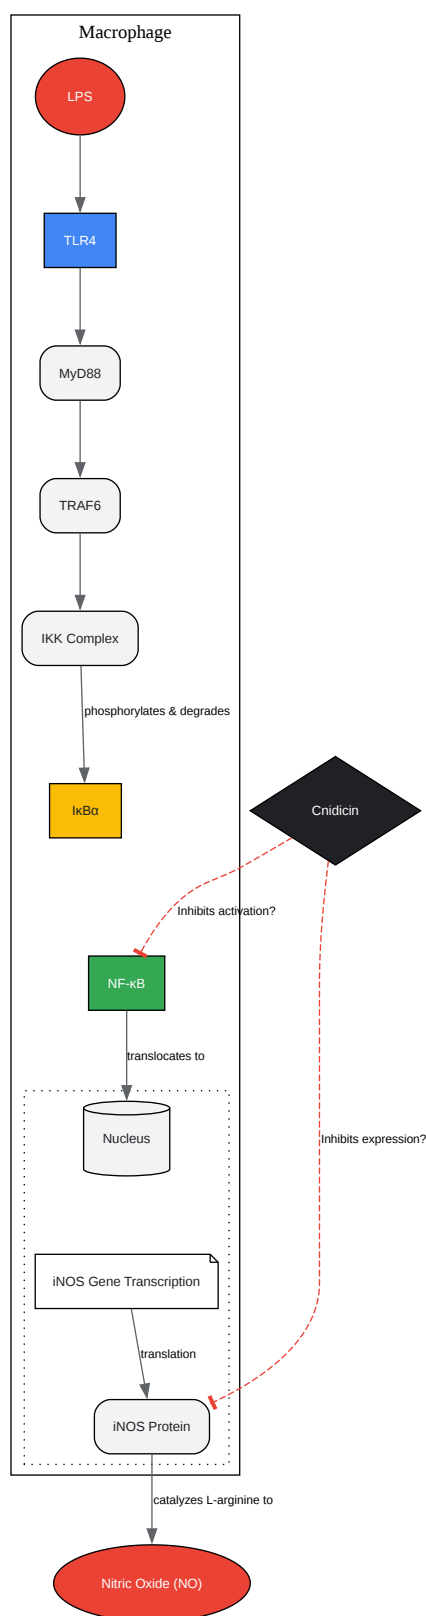 Macrophage
LPS
TLR4
MyD88
TRAF6
IKK Complex
phosphorylates & degrades
IκBα
Cnidicin
Inhibits activation?
NF-κB
translocates to
Nucleus
Inhibits expression?
iNOS Gene Transcription
translation
iNOS Protein
catalyzes L-arginine to
Nitric Oxide (NO)